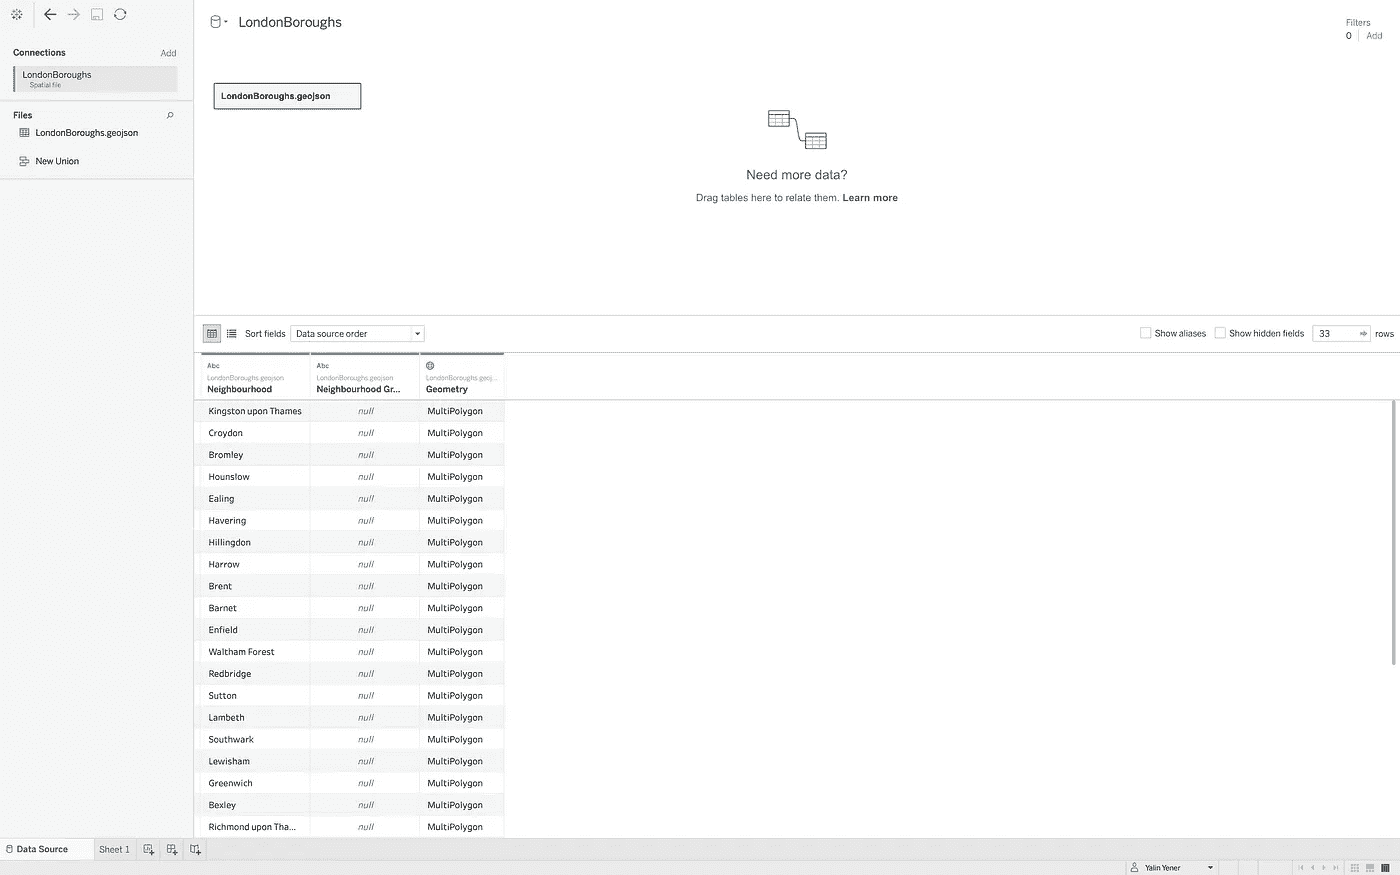 LondonBoroughs
Filters
0 Add
Connections Add
LondonBoroughs
Spatial file
Files
LondonBoroughs.geojson
New Union
LondonBoroughs.geojson
Need more data?
Drag tables here to relate them. Learn more
Sort fields Data source order Show aliases Show hidden fields 33 rows
Abc Abc
LondonBoroughs.geojson LondonBoroughs.geojson LondonBoroughs.geoj...
Neighbourhood Neighbourhood Gr... Geometry
Kingston upon Thames null MultiPolygon
Croydon null MultiPolygon
Bromley null MultiPolygon
Hounslow null MultiPolygon
Ealing null MultiPolygon
Havering null MultiPolygon
Hillingdon null MultiPolygon
Harrow null MultiPolygon
Brent null MultiPolygon
Barnet null MultiPolygon
Enfield null MultiPolygon
Waltham Forest null MultiPolygon
Redbridge null MultiPolygon
Sutton null MultiPolygon
Lambeth null MultiPolygon
Southwark null MultiPolygon
Lewisham null MultiPolygon
Greenwich null MultiPolygon
Bexley null MultiPolygon
Richmond upon Tha... null MultiPolygon
Data Source Sheet 1
Yalin Yener